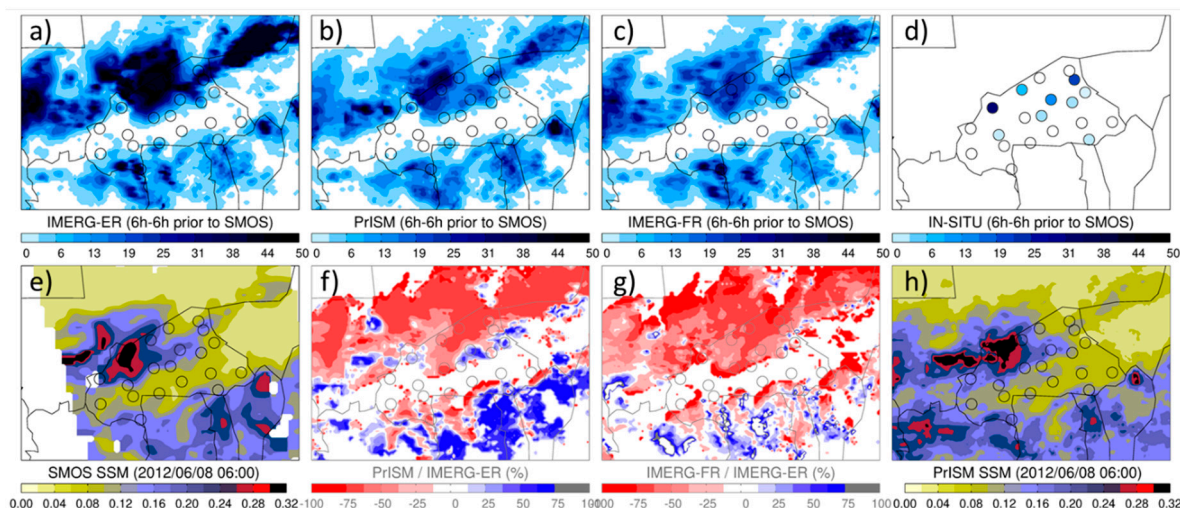 a) b) c) d)
IMERG-ER (6h-6h prior to SMOS) PrISM (6h-6h prior to SMOS) IMERG-FR (6h-6h prior to SMOS) IN-SITU (6h-6h prior to SMOS)
0 6 13 19 25 31 38 44 50 0 6 13 19 25 31 38 44 50 0 6 13 19 25 31 38 44 50 0 6 13 19 25 31 38 44 50
e) f) g) h)
SMOS SSM (2012/06/08 06:00) PrISM / IMERG-ER (%) IMERG-FR / IMERG-ER (%) PrISM SSM (2012/06/08 06:00)
0.00 0.04 0.08 0.12 0.16 0.20 0.24 0.28 0.32 -100 -75 -50 -25 0 25 50 75 100 -100 -75 -50 -25 0 25 50 75 100 0.00 0.04 0.08 0.12 0.16 0.20 0.24 0.28 0.32